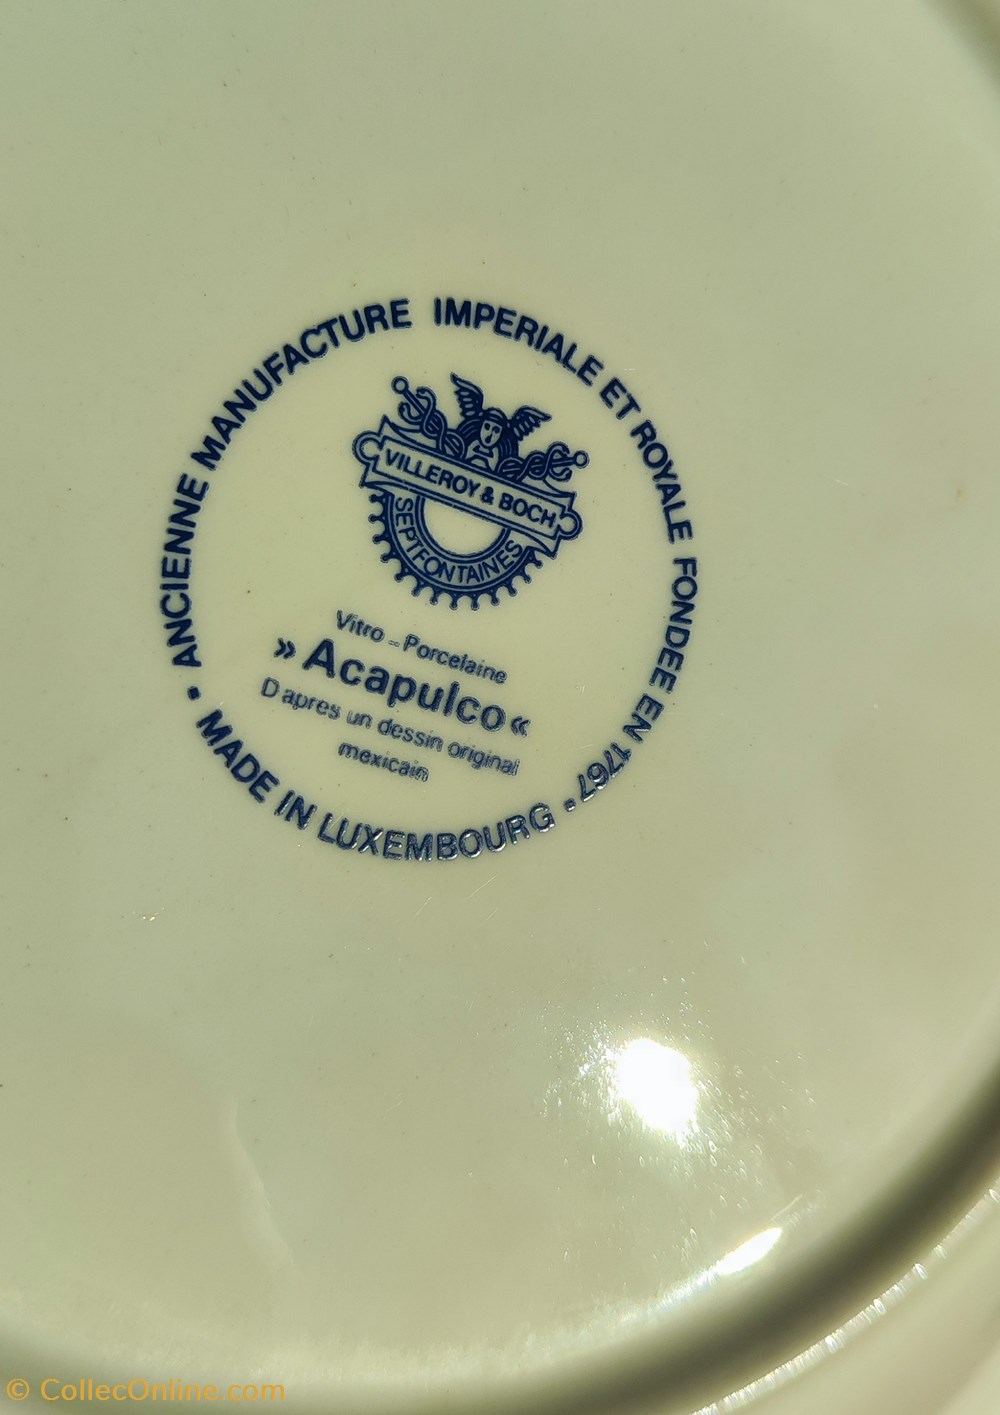 ANCIENNE MANUFACTURE IMPERIALE ET ROYALE FONDEE EN 1767 •
VILLEROY & BOCH
SEPTFONTAINES
Vitro - Porcelaine
» Acapulco «
D'apres un dessin original
mexicain
• MADE IN LUXEMBOURG
© CollecOnline.com